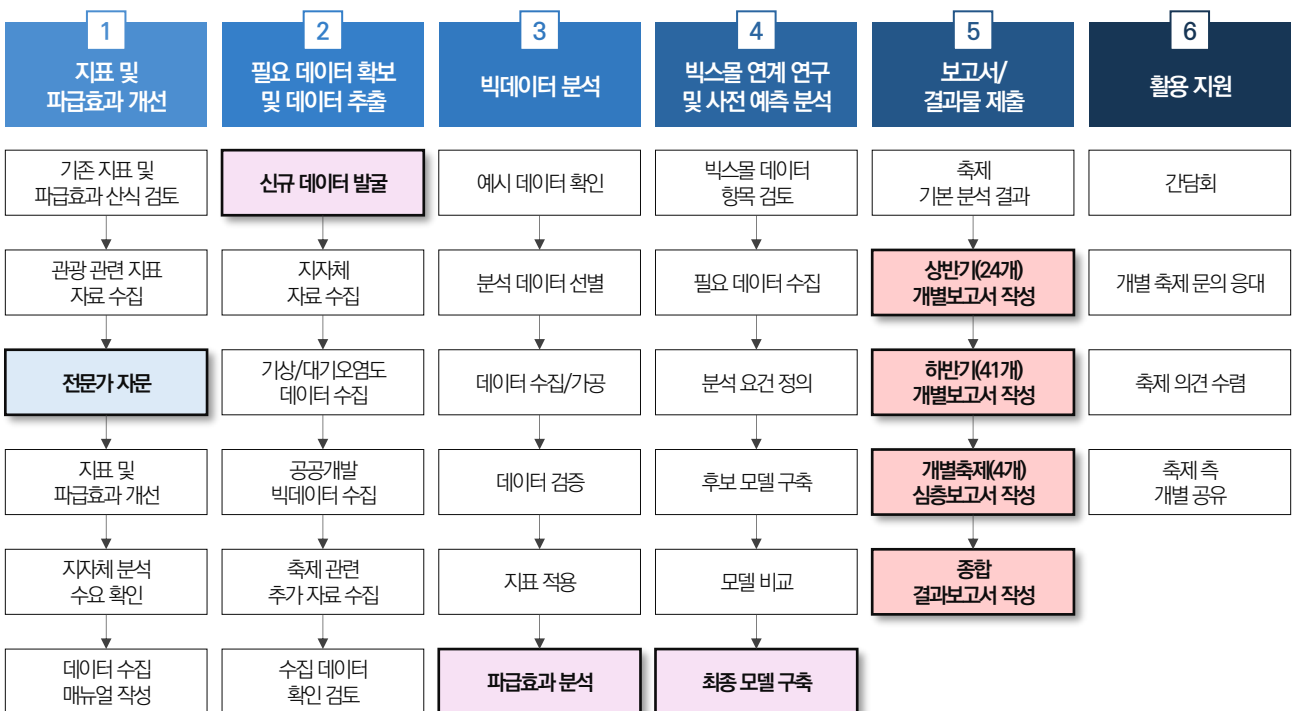 1
지표 및
파급효과 개선
기존 지표 및
파급효과 산식 검토
관광 관련 지표
자료 수집
전문가 자문
지표 및
파급효과 개선
지자체 분석
수요 확인
데이터 수집
매뉴얼 작성
2
필요 데이터 확보
및 데이터 추출
신규 데이터 발굴
지자체
자료 수집
기상/대기오염도
데이터 수집
공공개발
빅데이터 수집
축제 관련
추가 자료 수집
수집 데이터
확인 검토
3
빅데이터 분석
예시 데이터 확인
분석 데이터 선별
데이터 수집/가공
데이터 검증
지표 적용
파급효과 분석
4
빅스몰 연계 연구
및 사전 예측 분석
빅스몰 데이터
항목 검토
필요 데이터 수집
분석 요건 정의
후보 모델 구축
모델 비교
최종 모델 구축
5
보고서/
결과물 제출
축제
기본 분석 결과
상반기(24개)
개별보고서 작성
하반기(41개)
개별보고서 작성
개별축제(4개)
심층보고서 작성
종합
결과보고서 작성
6
활용 지원
간담회
개별 축제 문의 응대
축제 의견 수렴
축제 측
개별 공유